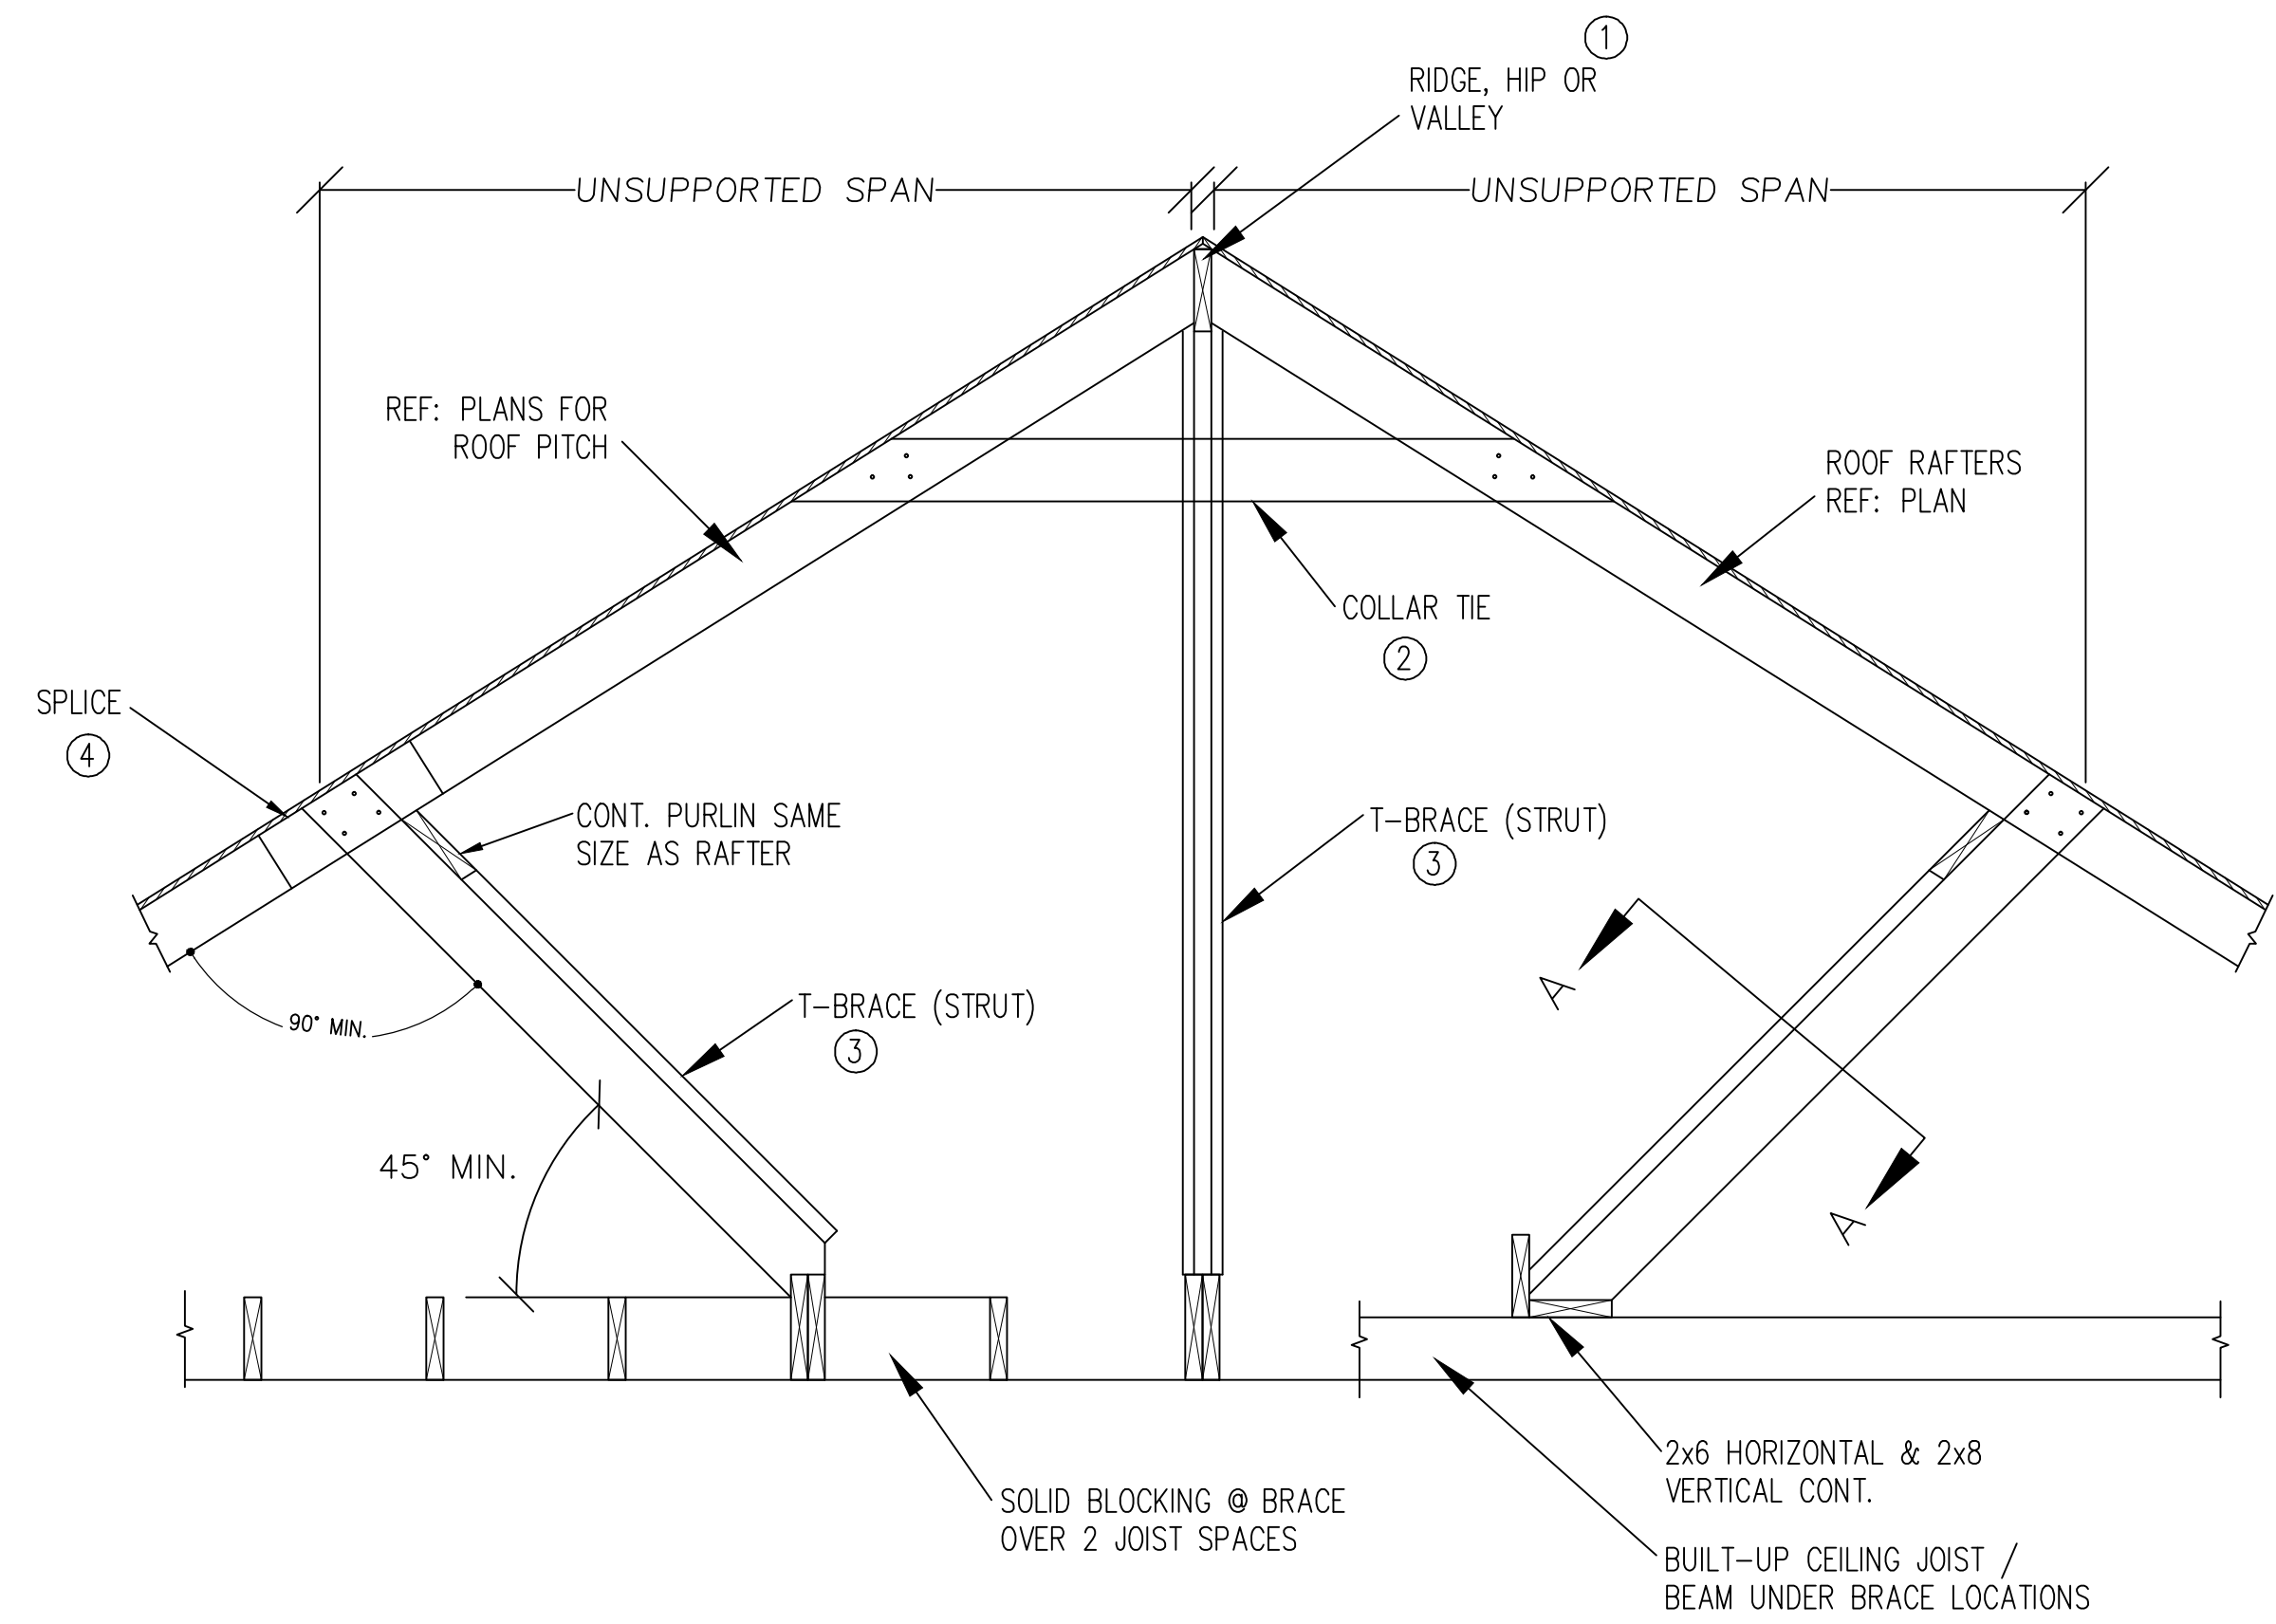 1
RIDGE, HIP OR
VALLEY
UNSUPPORTED SPAN
UNSUPPORTED SPAN
REF: PLANS FOR
ROOF PITCH
ROOF RAFTERS
REF: PLAN
COLLAR TIE
2
SPLICE
4
CONT. PURLIN SAME
SIZE AS RAFTER
T-BRACE (STRUT)
3
A
90° MIN.
T-BRACE (STRUT)
3
45° MIN.
A
2x6 HORIZONTAL & 2x8
VERTICAL CONT.
SOLID BLOCKING @ BRACE
OVER 2 JOIST SPACES
BUILT-UP CEILING JOIST /
BEAM UNDER BRACE LOCATIONS